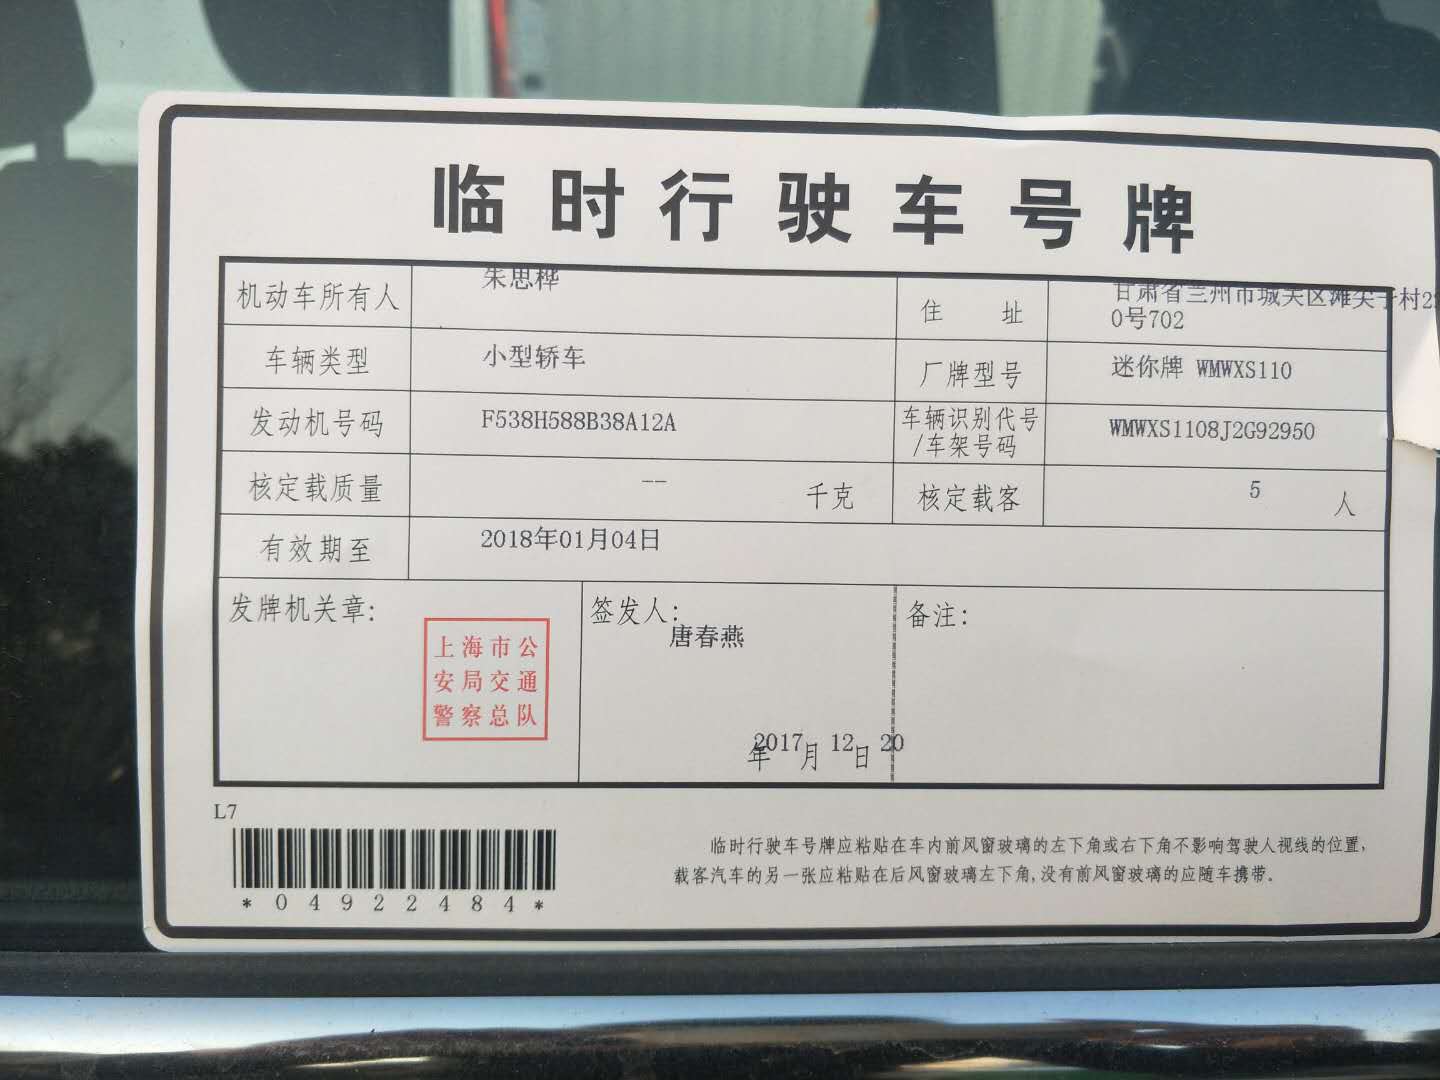 临时行驶车号牌
机动车所有人 朱思桦 住 址 甘肃省兰州市城关区滩尖子村22
0号702
车辆类型 小型轿车 厂牌型号 迷你牌 WMWXS110
发动机号码 F538H588B38A12A 车辆识别代号
/车架号码 WMWXS1108J2G92950
核定载质量 -- 千克 核定载客 5 人
有效期至 2018年01月04日
发牌机关章:
上海市公
安局交通
警察总队
签发人:
唐春燕
2017 12 20
年 月 日
备注:
L7
*04922484*
临时行驶车号牌应粘贴在车内前风窗玻璃的左下角或右下角不影响驾驶人视线的位置,
载客汽车的另一张应粘贴在后风窗玻璃左下角,没有前风窗玻璃的应随车携带。